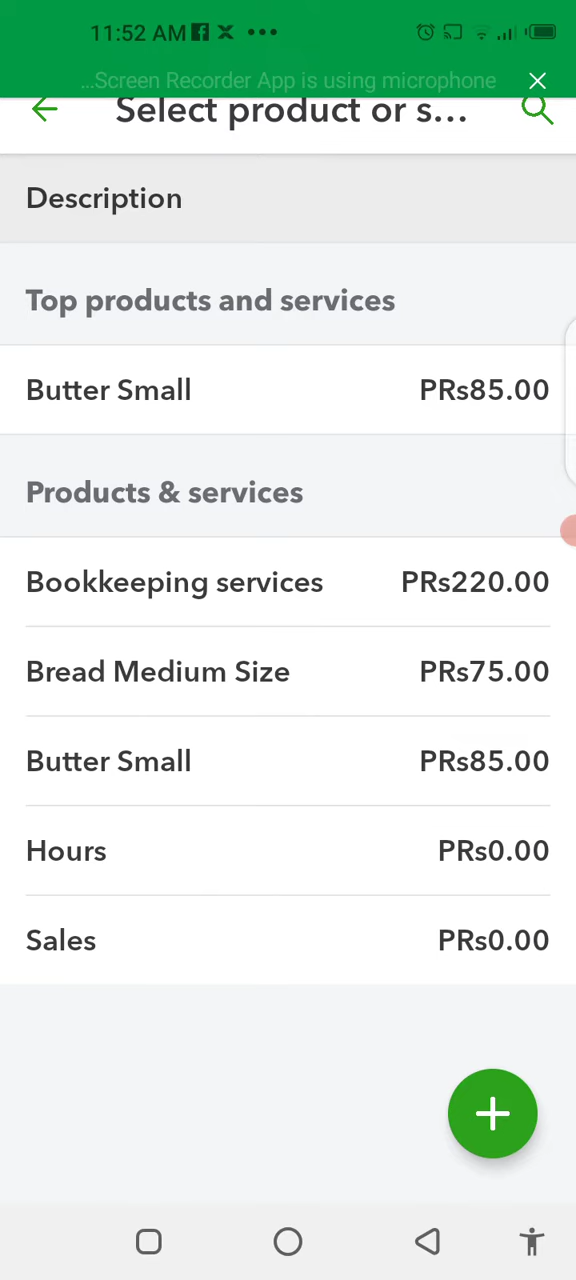 11:52 AM
...Screen Recorder App is using microphone
Select product or s...
Description
Top products and services
Butter Small PRs85.00
Products & services
Bookkeeping services PRs220.00
Bread Medium Size PRs75.00
Butter Small PRs85.00
Hours PRs0.00
Sales PRs0.00